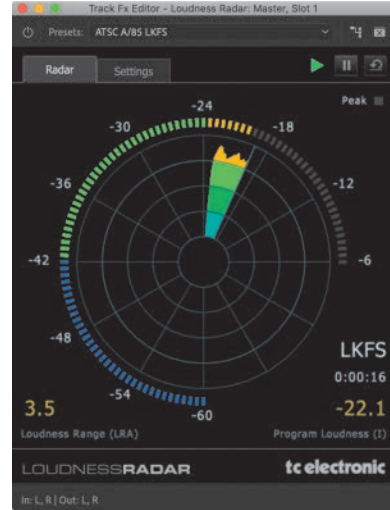 Track Fx Editor - Loudness Radar: Master, Slot 1
Presets: ATSC A/85 LKFS
Radar Settings
Peak
-24
-30 -18
-36 -12
-42 -6
-48
LKFS
0:00:16
-54
-60
3.5 -22.1
Loudness Range (LRA) Program Loudness (I)
LOUDNESSRADAR tc electronic
In: L, R | Out: L, R